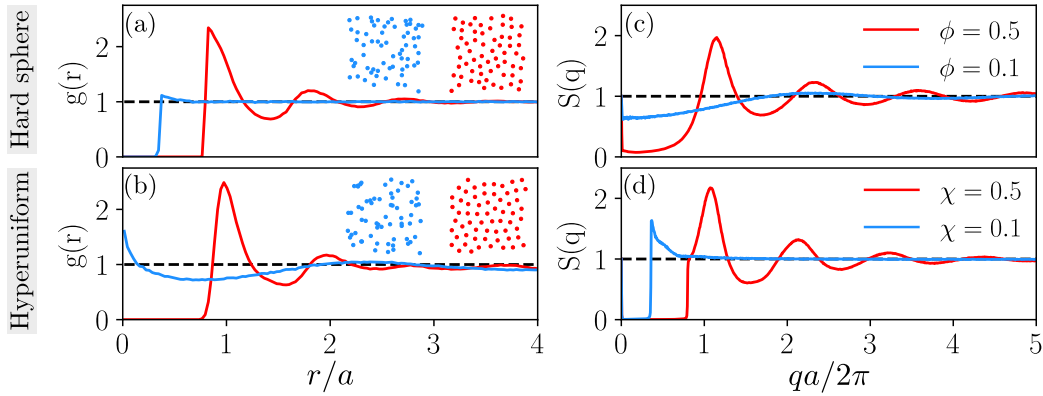 Hard sphere
(a)
g(r)
2
1
0
(c)
S(q)
2
1
0
ϕ = 0.5
ϕ = 0.1
Hyperuniform
(b)
g(r)
2
1
0
0 1 2 3 4
r/a
(d)
S(q)
2
1
0
χ = 0.5
χ = 0.1
0 1 2 3 4 5
qa/2π